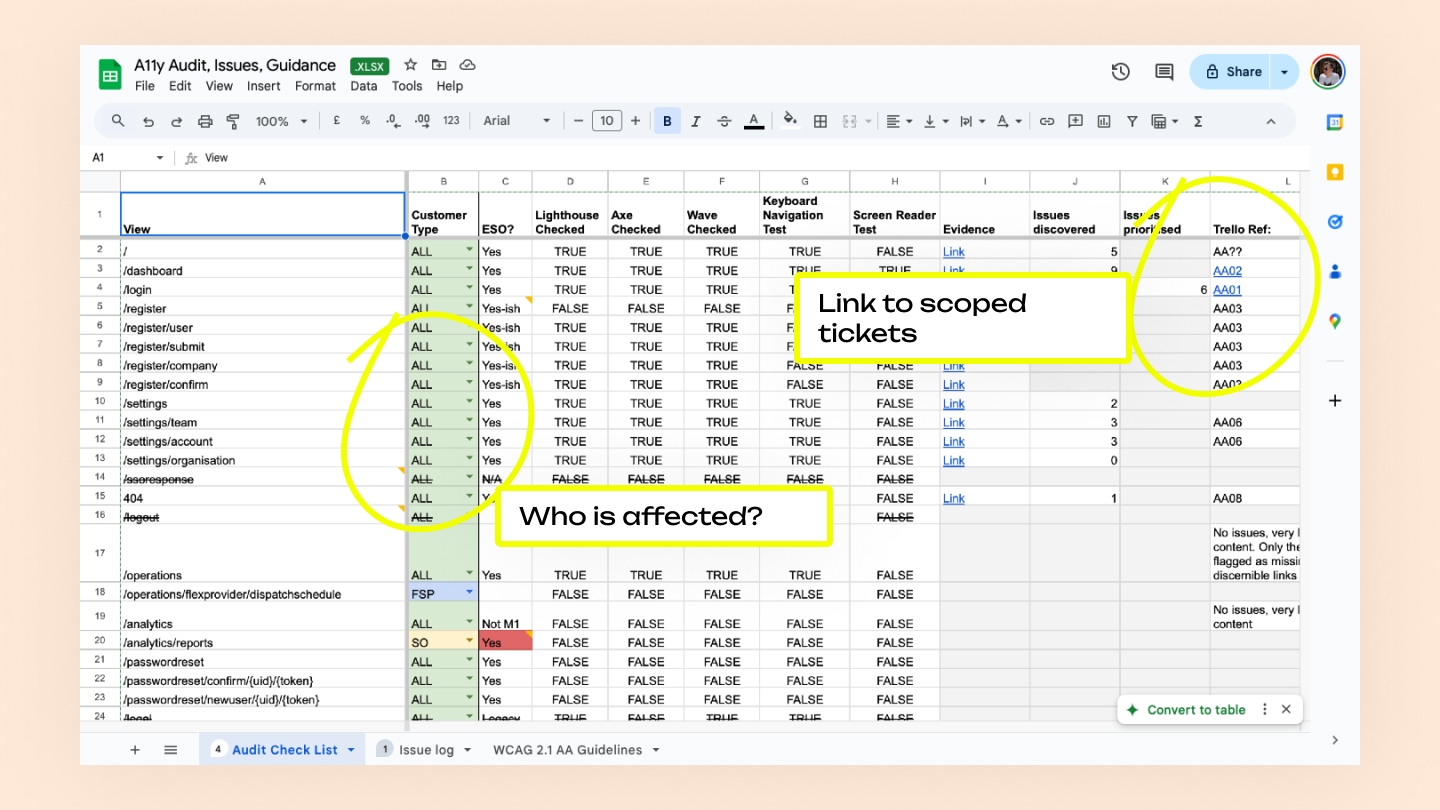 A11y Audit, Issues, Guidance .XLSX
File Edit View Insert Format Data Tools Help
Share
100% £ % .0 .00 123 Arial 10 B I A
A1 fx View
A B C D E F G H I J K L
1 View Customer Type ESO? Lighthouse Checked Axe Checked Wave Checked Keyboard Navigation Test Screen Reader Test Evidence Issues discovered Issues prioritised Trello Ref:
2 / ALL Yes TRUE TRUE TRUE TRUE FALSE Link 5 AA??
3 /dashboard ALL Yes TRUE TRUE TRUE TRUE TRUE Link 9 AA02
4 /login ALL Yes TRUE TRUE TRUE 6 AA01
5 /register ALL Yes-ish FALSE FALSE FALSE AA03
6 /register/user ALL Yes-ish TRUE TRUE TRUE AA03
7 /register/submit ALL Yes-ish TRUE TRUE TRUE AA03
8 /register/company ALL Yes-ish TRUE TRUE TRUE FALSE FALSE Link AA03
9 /register/confirm ALL Yes-ish TRUE TRUE TRUE FALSE FALSE Link
10 /settings ALL Yes TRUE TRUE TRUE TRUE FALSE Link 2
11 /settings/team ALL Yes TRUE TRUE TRUE TRUE FALSE Link 3 AA06
12 /settings/account ALL Yes TRUE TRUE TRUE TRUE FALSE Link 3 AA06
13 /settings/organisation ALL Yes TRUE TRUE TRUE TRUE FALSE Link 0
14 /ssoresponse ALL N/A FALSE FALSE FALSE FALSE FALSE
15 404 ALL FALSE Link 1 AA08
16 /logout ALL FALSE
17 /operations ALL Yes TRUE TRUE TRUE TRUE FALSE No issues, very content. Only the flagged as discernible links
18 /operations/flexprovider/dispatchschedule FSP FALSE FALSE FALSE FALSE FALSE
19 /analytics ALL Not M1 FALSE FALSE FALSE FALSE FALSE No issues, very content
20 /analytics/reports SO Yes FALSE FALSE FALSE FALSE FALSE
21 /passwordreset ALL Yes FALSE FALSE FALSE FALSE FALSE
22 /passwordreset/confirm/{uid}/{token} ALL Yes FALSE FALSE FALSE FALSE FALSE
23 /passwordreset/newuser/{uid}/{token} ALL Yes FALSE FALSE FALSE FALSE FALSE
24 /legal ALL Legacy TRUE FALSE TRUE TRUE FALSE
Link to scoped
tickets
Who is affected?
Convert to table
4 Audit Check List 1 Issue log WCAG 2.1 AA Guidelines
31